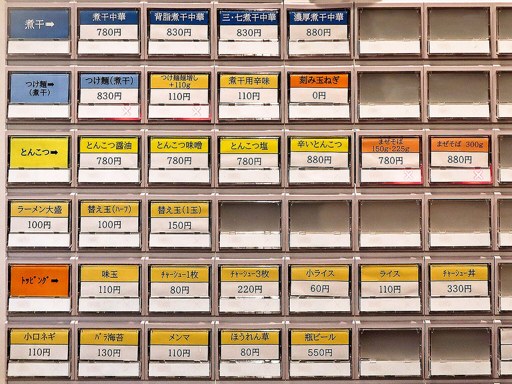 煮干➡
煮干中華
780円
背脂煮干中華
830円
三・七煮干中華
830円
濃厚煮干中華
880円
つけ麺➡
(煮干)
つけ麺(煮干)
830円
つけ麺麺増し
+110g
110円
煮干用辛味
110円
刻み玉ねぎ
0円
とんこつ➡
とんこつ醤油
780円
とんこつ味噌
780円
とんこつ塩
780円
辛いとんこつ
880円
まぜそば
150g・225g
780円
まぜそば 300g
880円
ラーメン大盛
100円
替え玉(ハーフ)
100円
替え玉(1玉)
150円
トッピング➡
味玉
110円
チャーシュー1枚
80円
チャーシュー3枚
220円
小ライス
60円
ライス
110円
チャーシュー丼
330円
小口ネギ
110円
バラ海苔
130円
メンマ
110円
ほうれん草
80円
瓶ビール
550円